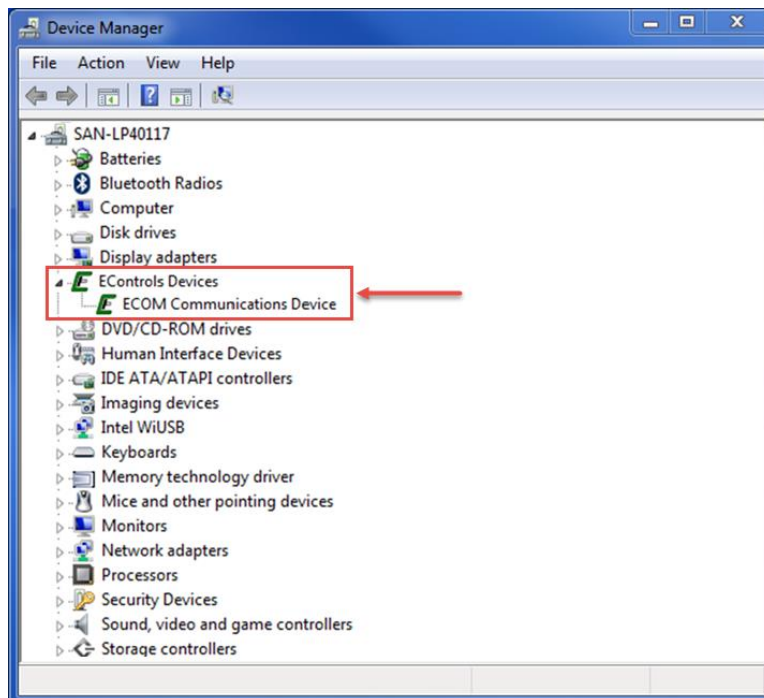 Device Manager
File Action View Help
SAN-LP40117
Batteries
Bluetooth Radios
Computer
Disk drives
Display adapters
EControls Devices
ECOM Communications Device
DVD/CD-ROM drives
Human Interface Devices
IDE ATA/ATAPI controllers
Imaging devices
Intel WiUSB
Keyboards
Memory technology driver
Mice and other pointing devices
Monitors
Network adapters
Processors
Security Devices
Sound, video and game controllers
Storage controllers